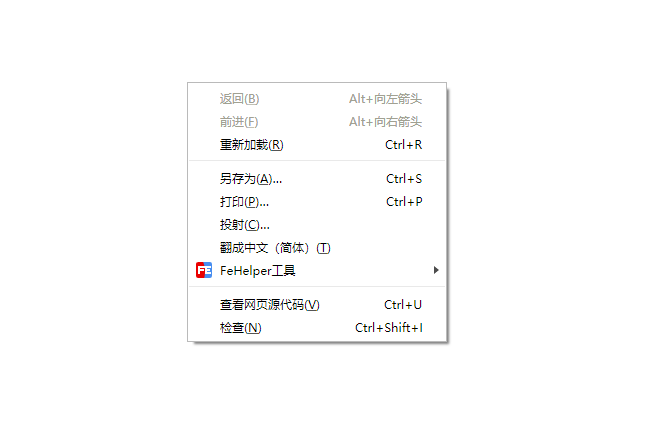 返回(B) Alt+向左箭头
前进(F) Alt+向右箭头
重新加载(R) Ctrl+R
另存为(A)... Ctrl+S
打印(P)... Ctrl+P
投射(C)...
翻成中文（简体）(T)
FE FeHelper工具
查看网页源代码(V) Ctrl+U
检查(N) Ctrl+Shift+I